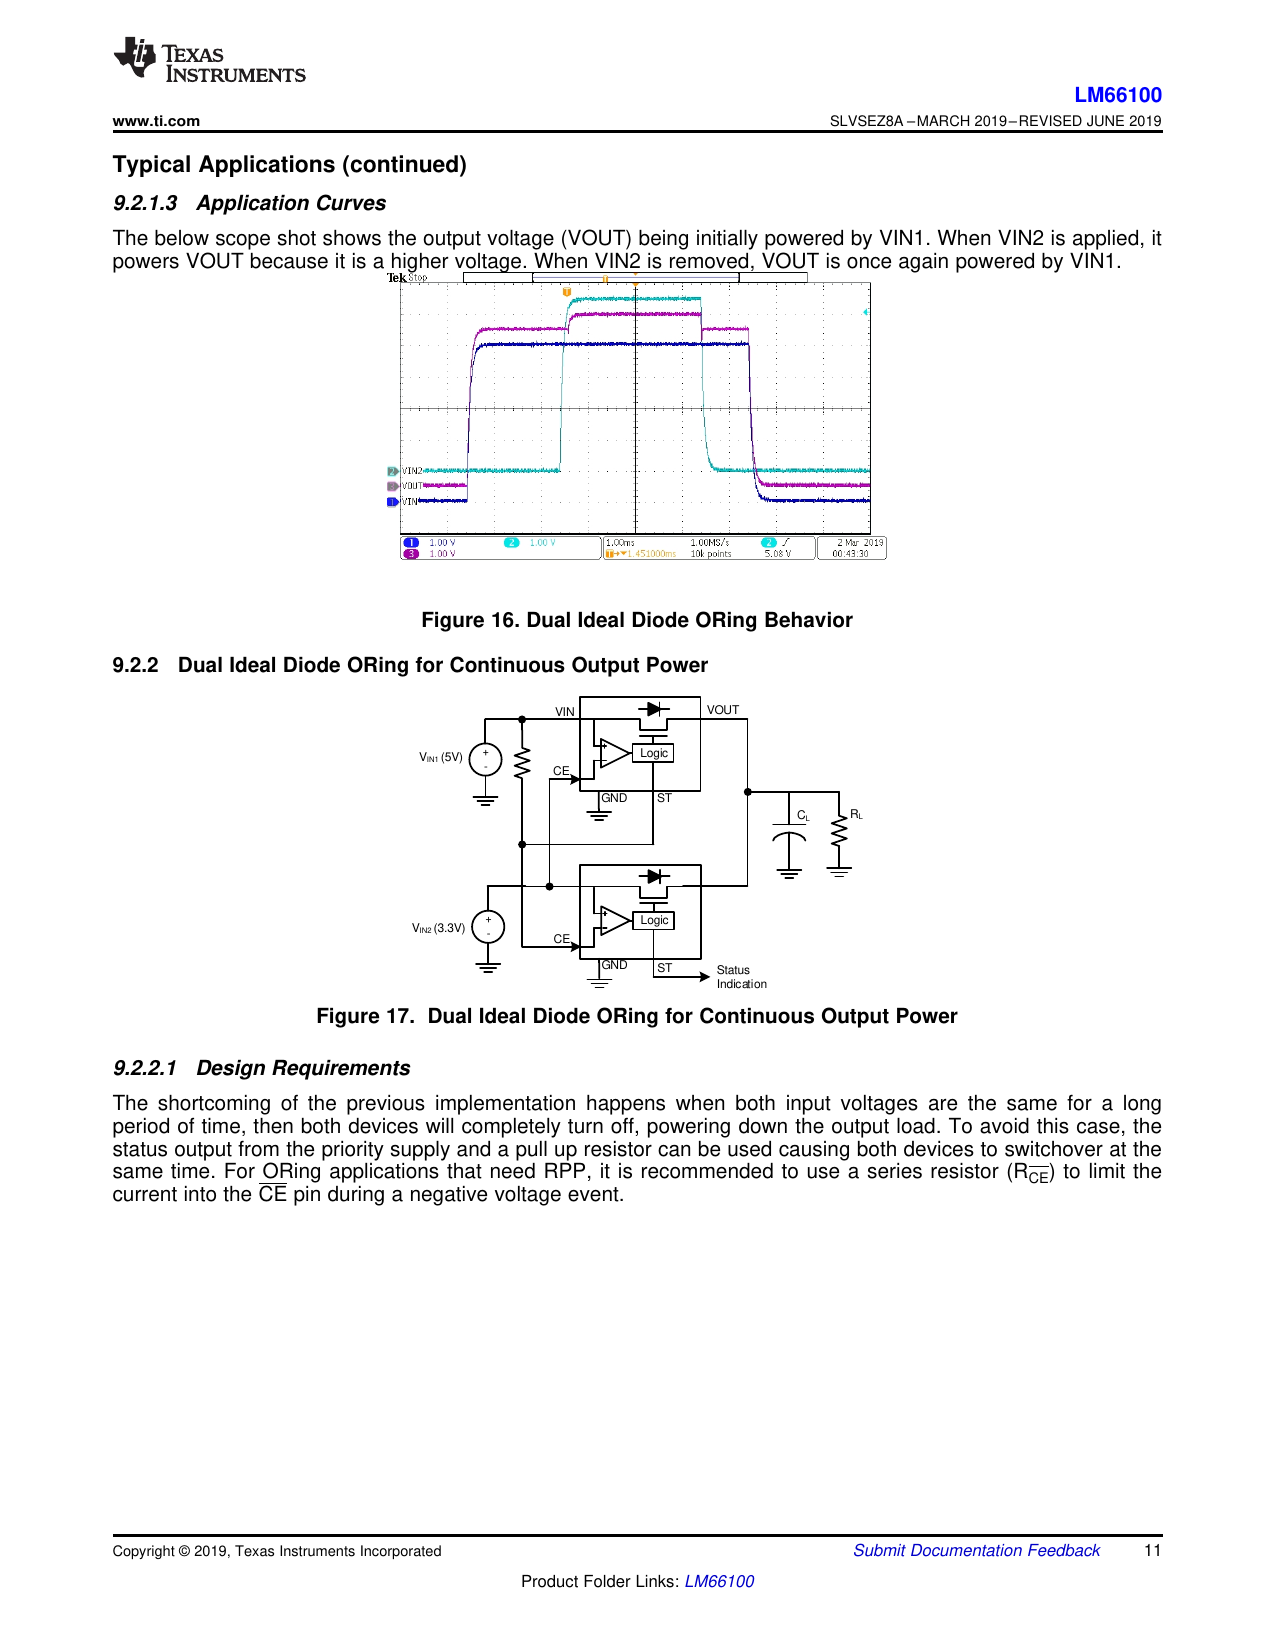 TEXAS
INSTRUMENTS
LM66100
www.ti.com
SLVSEZ8A –MARCH 2019–REVISED JUNE 2019
Typical Applications (continued)
9.2.1.3 Application Curves
The below scope shot shows the output voltage (VOUT) being initially powered by VIN1. When VIN2 is applied, it
powers VOUT because it is a higher voltage. When VIN2 is removed, VOUT is once again powered by VIN1.
Tek Stop
T
2 VIN2
VOUT
1 VIN
1 1.00 V 2 1.00 V 1.00ms 1.00MS/s 2 5.08 V 2 Mar 2019
3 1.00 V T→▼1.451000ms 10k points 00:43:30
Figure 16. Dual Ideal Diode ORing Behavior
9.2.2 Dual Ideal Diode ORing for Continuous Output Power
VIN VOUT
VIN1 (5V) + - + - Logic
CE
GND ST
CL RL
VIN2 (3.3V) + - + - Logic
CE
GND ST Status
Indication
Figure 17. Dual Ideal Diode ORing for Continuous Output Power
9.2.2.1 Design Requirements
The shortcoming of the previous implementation happens when both input voltages are the same for a long
period of time, then both devices will completely turn off, powering down the output load. To avoid this case, the
status output from the priority supply and a pull up resistor can be used causing both devices to switchover at the
same time. For ORing applications that need RPP, it is recommended to use a series resistor (RCE) to limit the
current into the CE pin during a negative voltage event.
Copyright © 2019, Texas Instruments Incorporated
Submit Documentation Feedback 11
Product Folder Links: LM66100